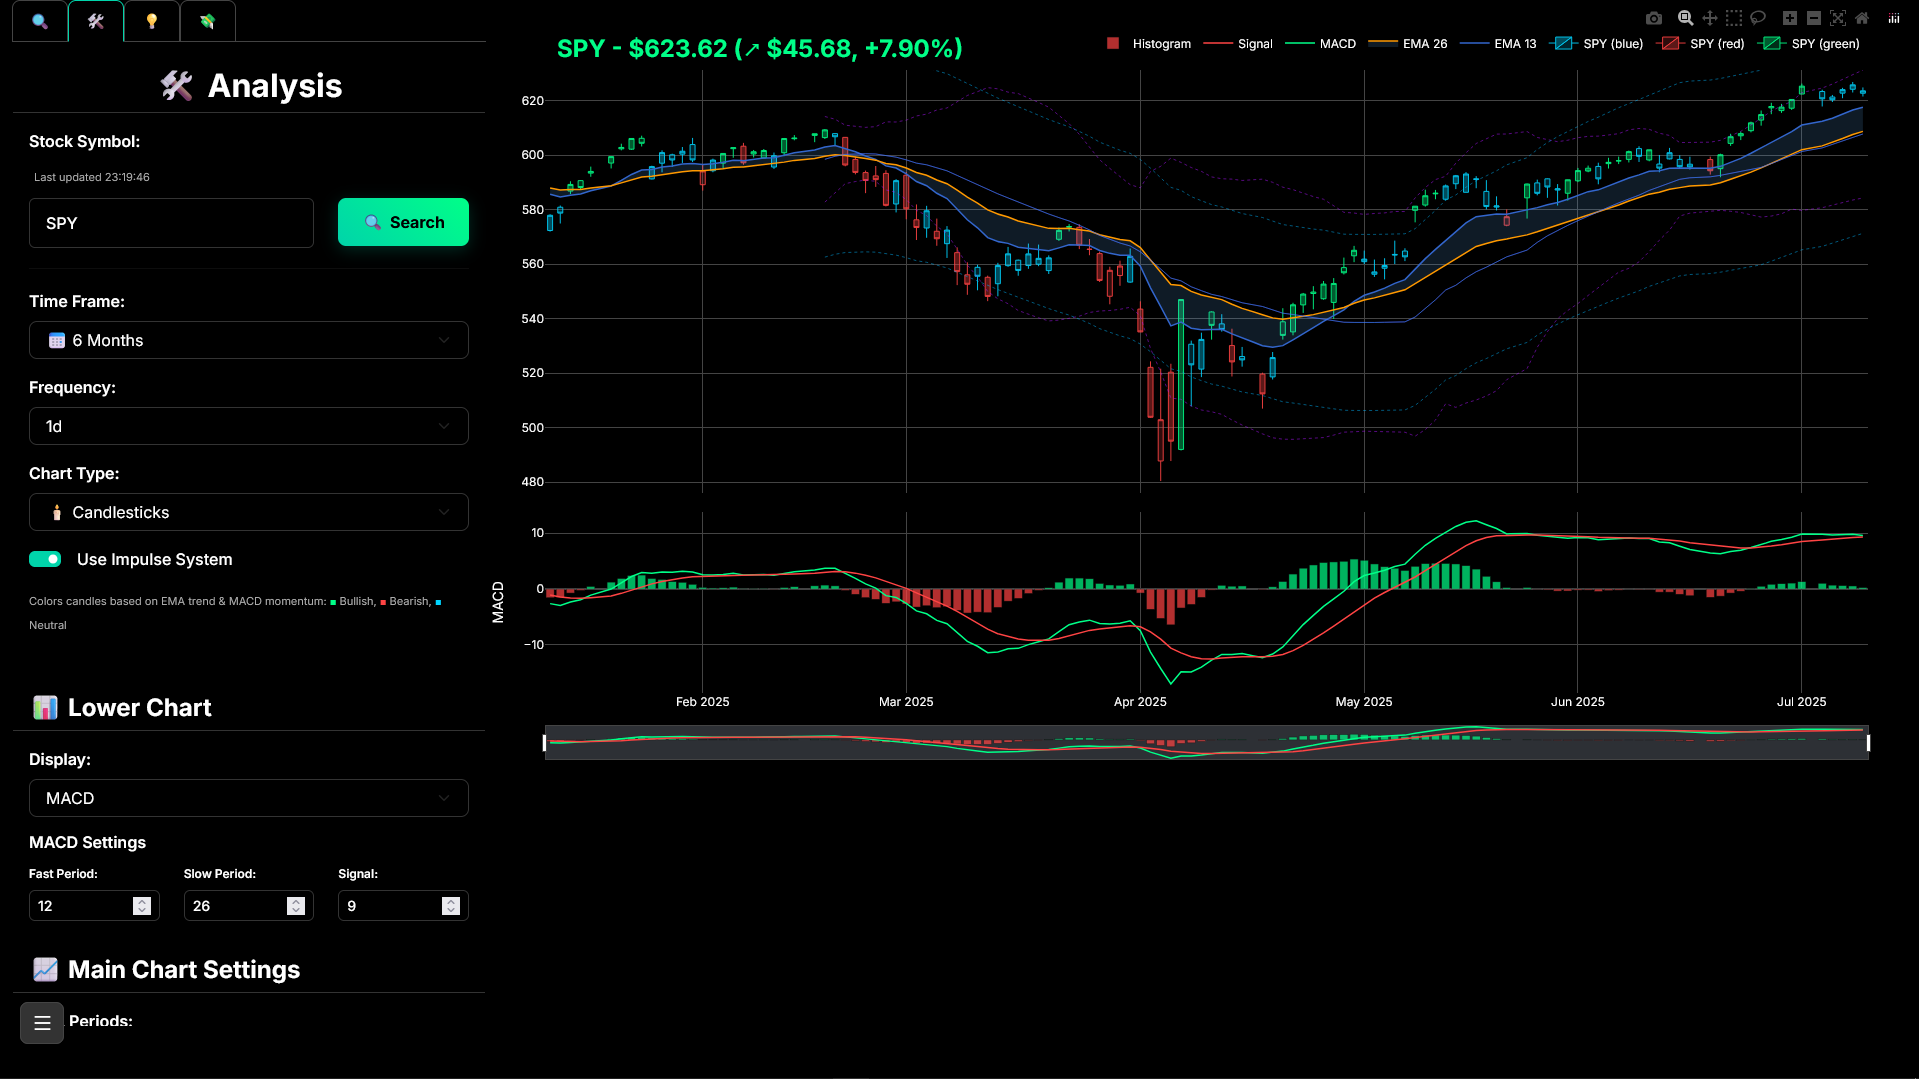 Analysis
Stock Symbol:
Last updated 23:19:46
SPY
Search
Time Frame:
6 Months
Frequency:
1d
Chart Type:
Candlesticks
Use Impulse System
Colors candles based on EMA trend & MACD momentum: Bullish, Bearish,
Neutral
Lower Chart
Display:
MACD
MACD Settings
Fast Period: Slow Period: Signal:
12 26 9
Main Chart Settings
Periods:
SPY - $623.62 (↗ $45.68, +7.90%)
Histogram Signal MACD EMA 26 EMA 13 SPY (blue) SPY (red) SPY (green)
620
600
580
560
540
520
500
480
10
0
−10
MACD
Feb 2025 Mar 2025 Apr 2025 May 2025 Jun 2025 Jul 2025